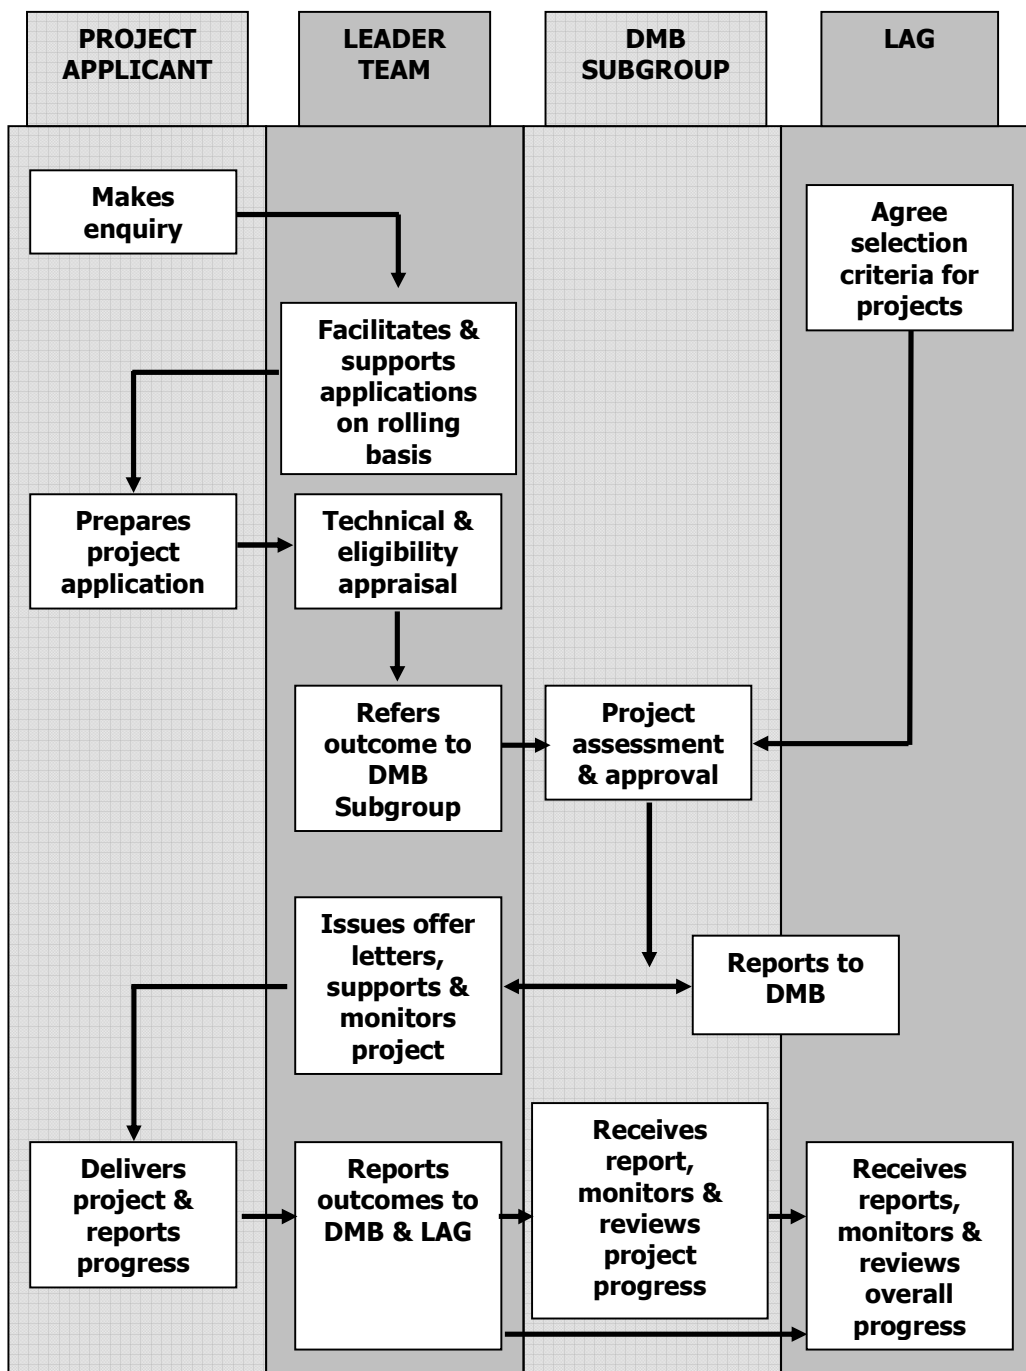 PROJECT
APPLICANT
LEADER
TEAM
DMB
SUBGROUP
LAG
Makes
enquiry
Agree
selection
criteria for
projects
Facilitates &
supports
applications
on rolling
basis
Prepares
project
application
Technical &
eligibility
appraisal
Refers
outcome to
DMB
Subgroup
Project
assessment
& approval
Issues offer
letters,
supports &
monitors
project
Reports to
DMB
Delivers
project &
reports
progress
Reports
outcomes to
DMB & LAG
Receives
report,
monitors &
reviews
project
progress
Receives
reports,
monitors &
reviews
overall
progress